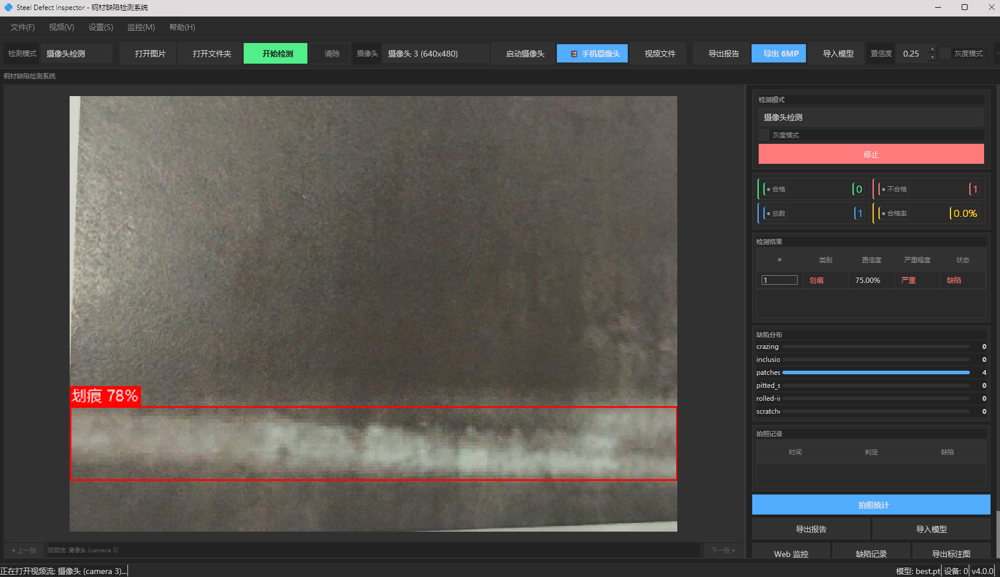 Steel Defect Inspector - 钢材缺陷检测系统
文件(F) 视频(V) 设置(S) 监控(M) 帮助(H)
检测模式 摄像头检测 打开图片 打开文件夹 开始检测 清除 摄像头 摄像头 3 (640x480) 启动摄像头 手机摄像头 视频文件 导出报告 导出 6MP 导入模型 置信度 0.25 灰度模式
钢材缺陷检测系统
划痕 78%
上一张 视频流: 摄像头 (camera 3) 下一张
检测模式
摄像头检测
灰度模式
停止
合格 0 不合格 1
总数 1 合格率 0.0%
检测结果
# 类别 置信度 严重程度 状态
1 划痕 75.00% 严重 缺陷
缺陷分布
crazing 0
inclusio 0
patches 4
pitted_s 0
rolled-i 0
scratche 0
拍照记录
时间 判定 缺陷
拍照统计
导出报告 导入模型
Web 监控 缺陷记录 导出标注图
正在打开视频流: 摄像头 (camera 3)... 模型: best.pt 设备: 0 v4.0.0